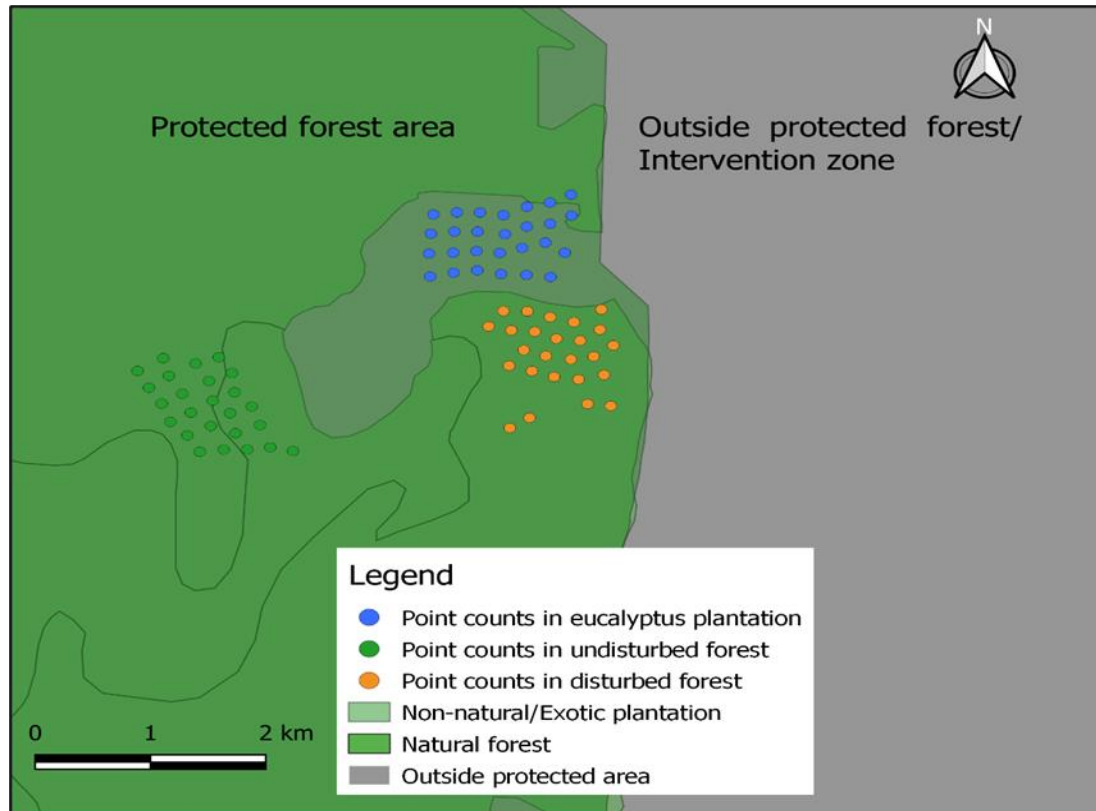 N
Protected forest area
Outside protected forest/
Intervention zone
Legend
Point counts in eucalyptus plantation
Point counts in undisturbed forest
Point counts in disturbed forest
Non-natural/Exotic plantation
Natural forest
Outside protected area
0 1 2 km